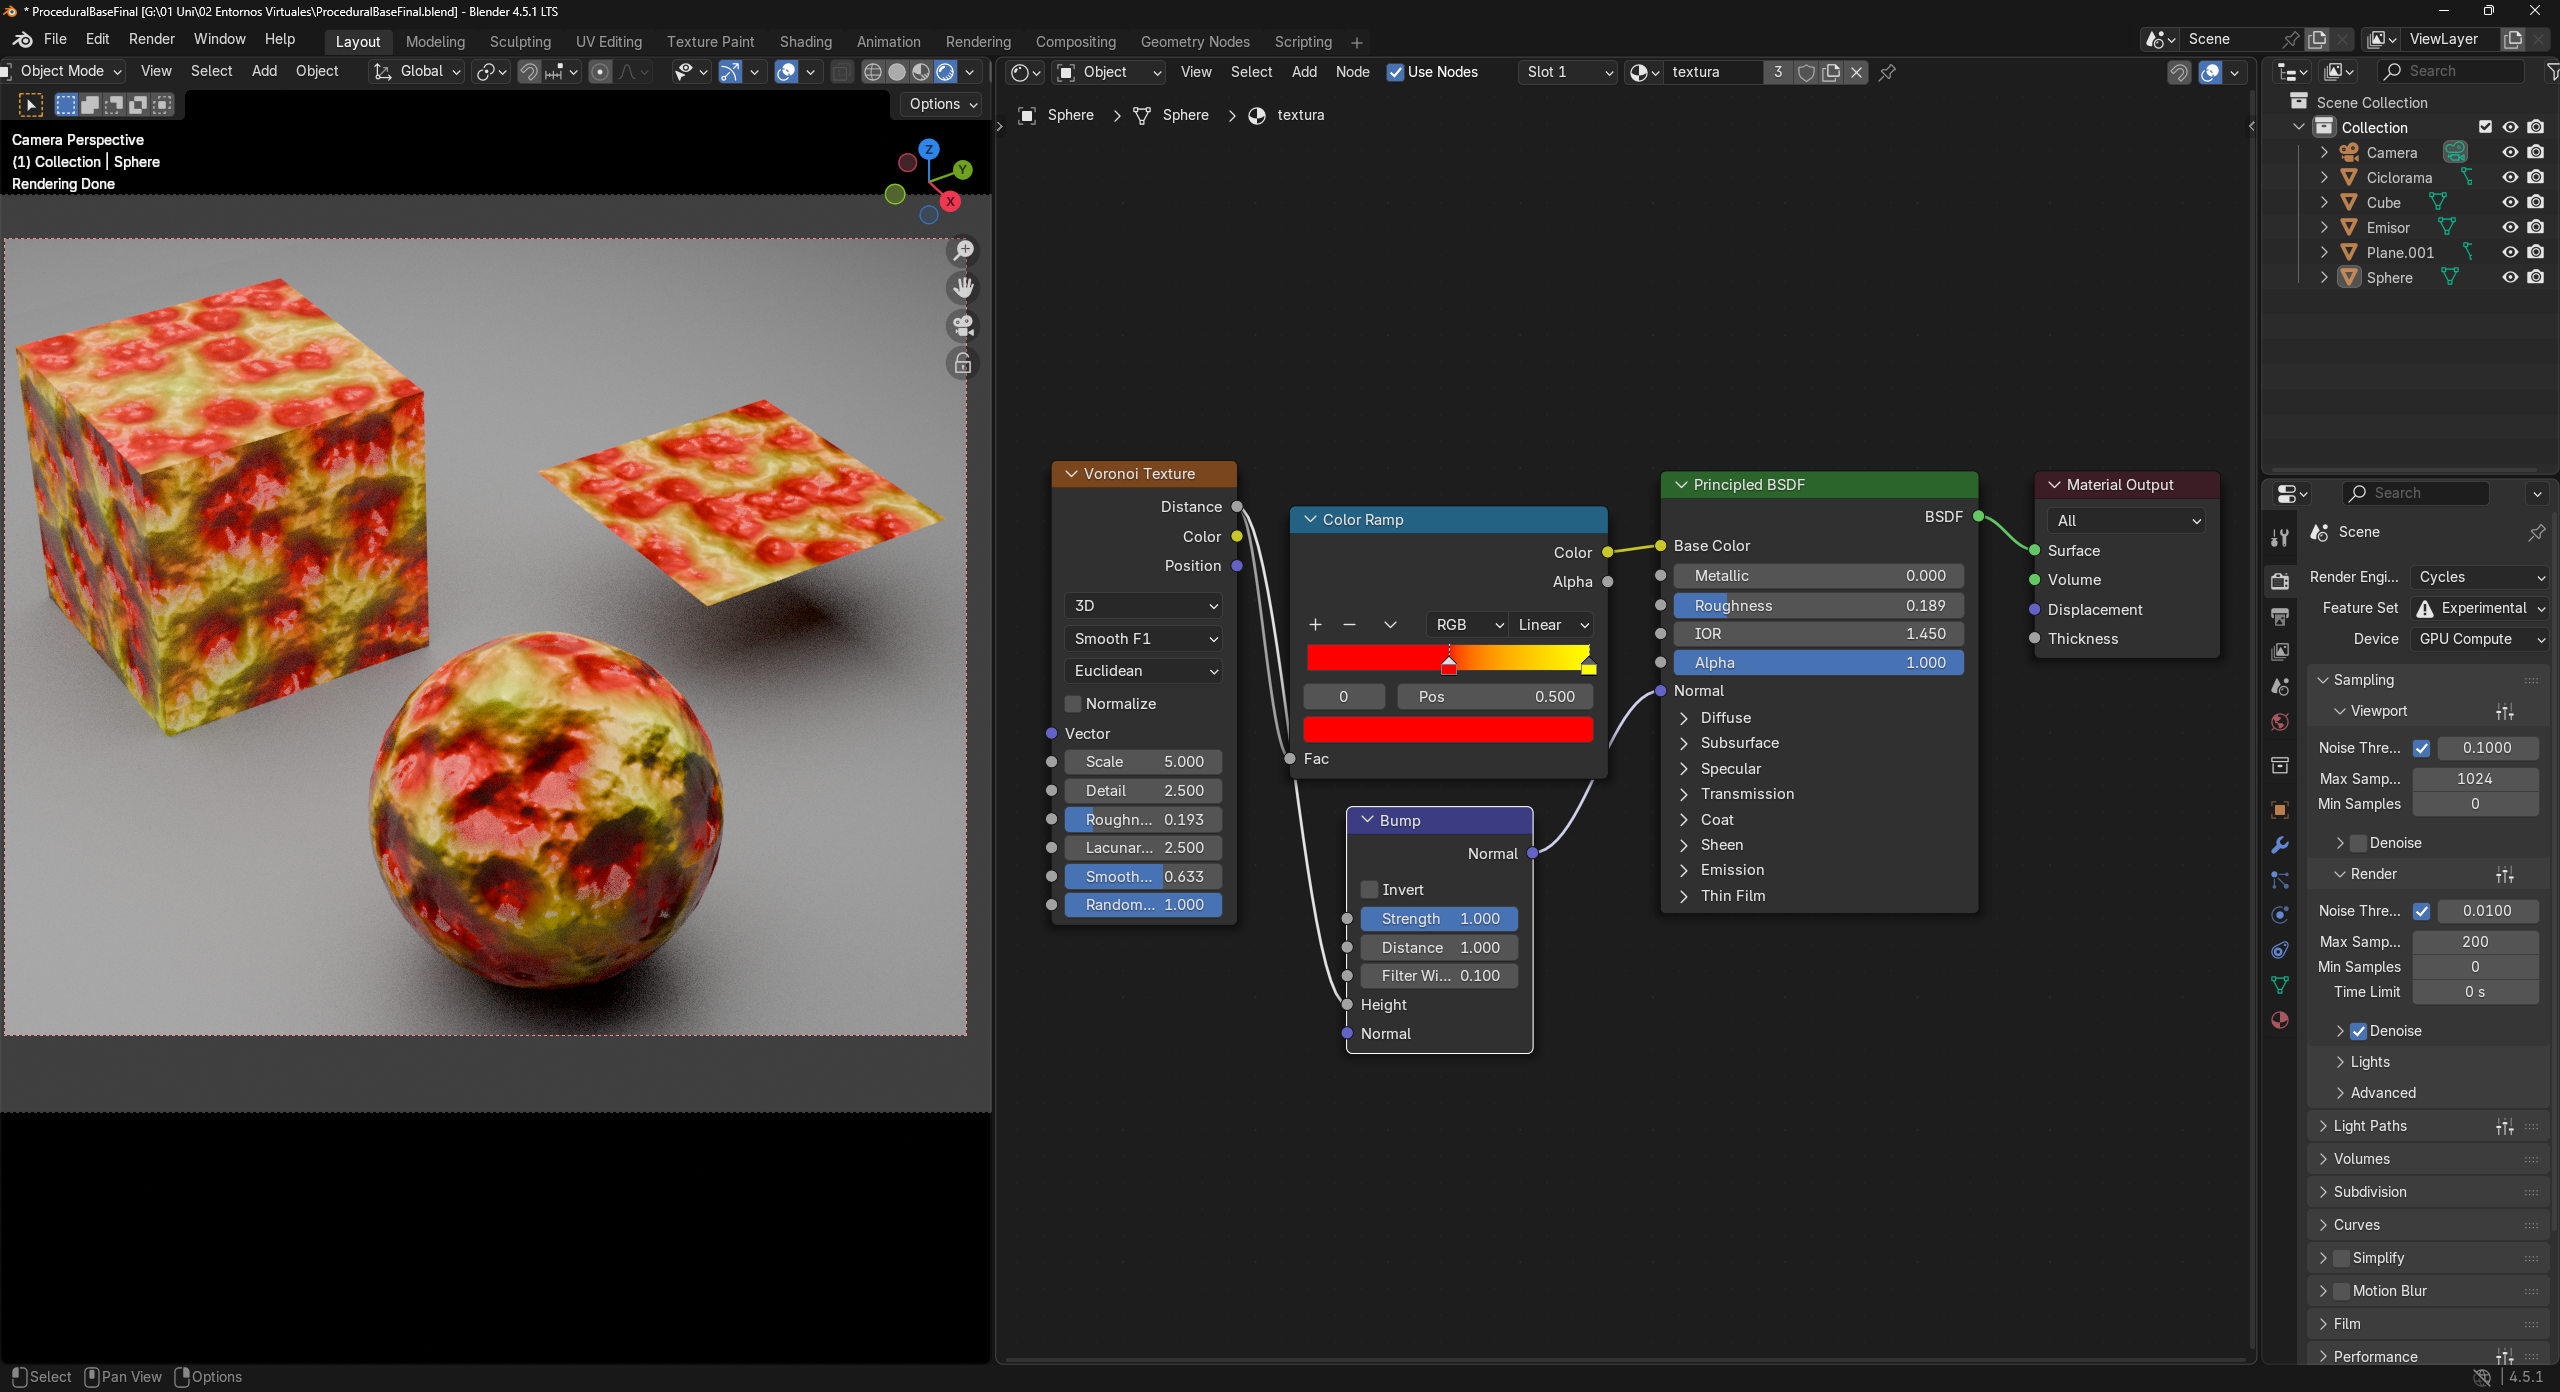 * ProceduralBaseFinal [G:\01 Uni\02 Entornos Virtuales\ProceduralBaseFinal.blend] - Blender 4.5.1 LTS
File Edit Render Window Help Layout Modeling Sculpting UV Editing Texture Paint Shading Animation Rendering Compositing Geometry Nodes Scripting + Scene ViewLayer
Object Mode View Select Add Object Global
Options
Camera Perspective
(1) Collection | Sphere
Rendering Done
Z
Y
X
Object View Select Add Node Use Nodes Slot 1 textura 3
Sphere > Sphere > textura
Voronoi Texture
Distance
Color
Position
3D
Smooth F1
Euclidean
Normalize
Vector
Scale 5.000
Detail 2.500
Roughn... 0.193
Lacunar... 2.500
Smooth... 0.633
Random... 1.000
Color Ramp
Color
Alpha
RGB Linear
0 Pos 0.500
Fac
Bump
Normal
Invert
Strength 1.000
Distance 1.000
Filter Wi... 0.100
Height
Normal
Principled BSDF
BSDF
Base Color
Metallic 0.000
Roughness 0.189
IOR 1.450
Alpha 1.000
Normal
Diffuse
Subsurface
Specular
Transmission
Coat
Sheen
Emission
Thin Film
Material Output
All
Surface
Volume
Displacement
Thickness
Search
Scene Collection
Collection
Camera
Ciclorama
Cube
Emisor
Plane.001
Sphere
Search
Scene
Render Engi... Cycles
Feature Set Experimental
Device GPU Compute
Sampling
Viewport
Noise Thre... 0.1000
Max Samp... 1024
Min Samples 0
Denoise
Render
Noise Thre... 0.0100
Max Samp... 200
Min Samples 0
Time Limit 0 s
Denoise
Lights
Advanced
Light Paths
Volumes
Subdivision
Curves
Simplify
Motion Blur
Film
Performance
Select Pan View Options
4.5.1